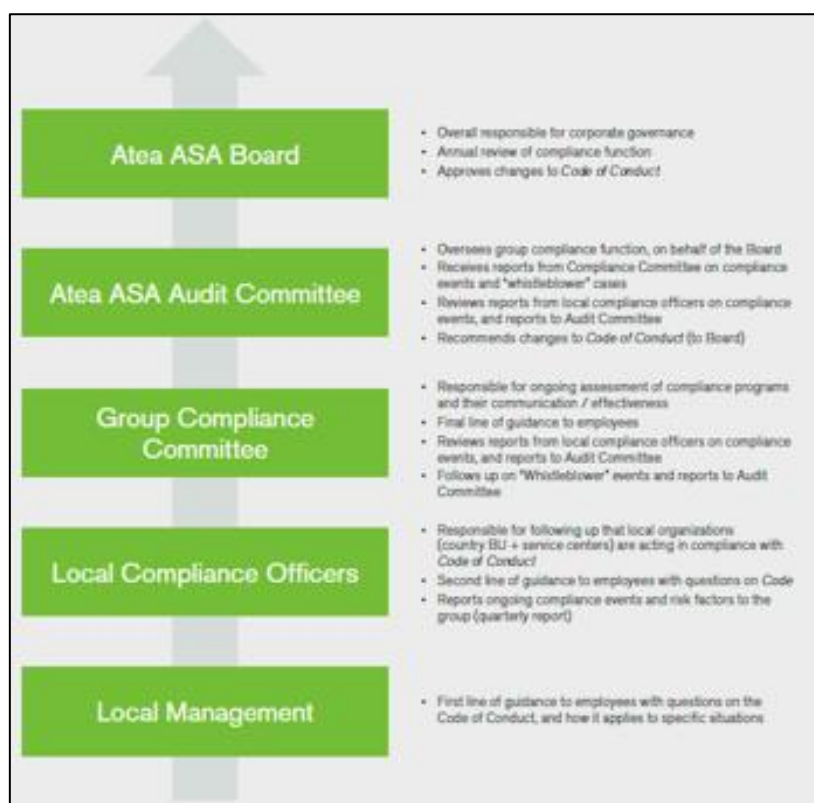 Atea ASA Board
• Overall responsible for corporate governance
• Annual review of compliance function
• Approves changes to Code of Conduct
Atea ASA Audit Committee
• Oversees group compliance function, on behalf of the Board
• Receives reports from Compliance Committee on compliance
events and "whistleblower" cases
• Reviews reports from local compliance officers on compliance
events, and reports to Audit Committee
• Recommends changes to Code of Conduct (to Board)
Group Compliance
Committee
• Responsible for ongoing assessment of compliance programs
and their communication / effectiveness
• Final line of guidance to employees
• Reviews reports from local compliance officers on compliance
events, and reports to Audit Committee
• Follows up on "Whistleblower" events and reports to Audit
Committee
Local Compliance Officers
• Responsible for following up that local organizations
(country BU + service centers) are acting in compliance with
Code of Conduct
• Second line of guidance to employees with questions on Code
• Reports ongoing compliance events and risk factors to the
group (quarterly report)
Local Management
• First line of guidance to employees with questions on the
Code of Conduct, and how it applies to specific situations